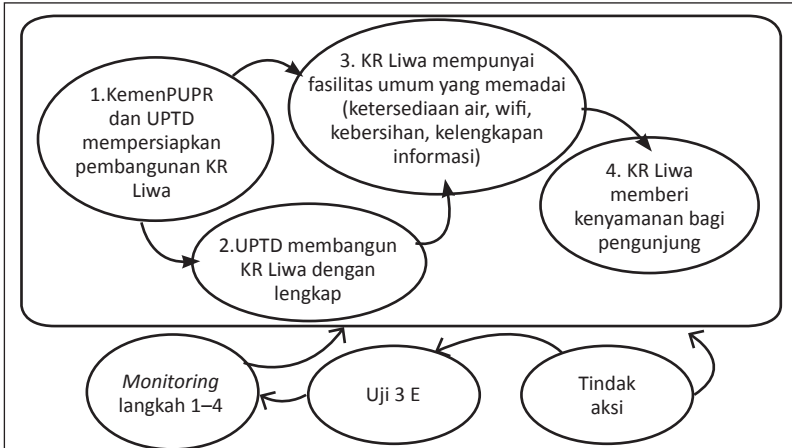 1.KemenPUPR
dan UPTD
mempersiapkan
pembangunan KR
Liwa
3. KR Liwa mempunyai
fasilitas umum yang memadai
(ketersediaan air, wifi,
kebersihan, kelengkapan
informasi)
2.UPTD membangun
KR Liwa dengan
lengkap
4. KR Liwa
memberi
kenyamanan bagi
pengunjung
Monitoring
langkah 1–4
Uji 3 E
Tindak
aksi